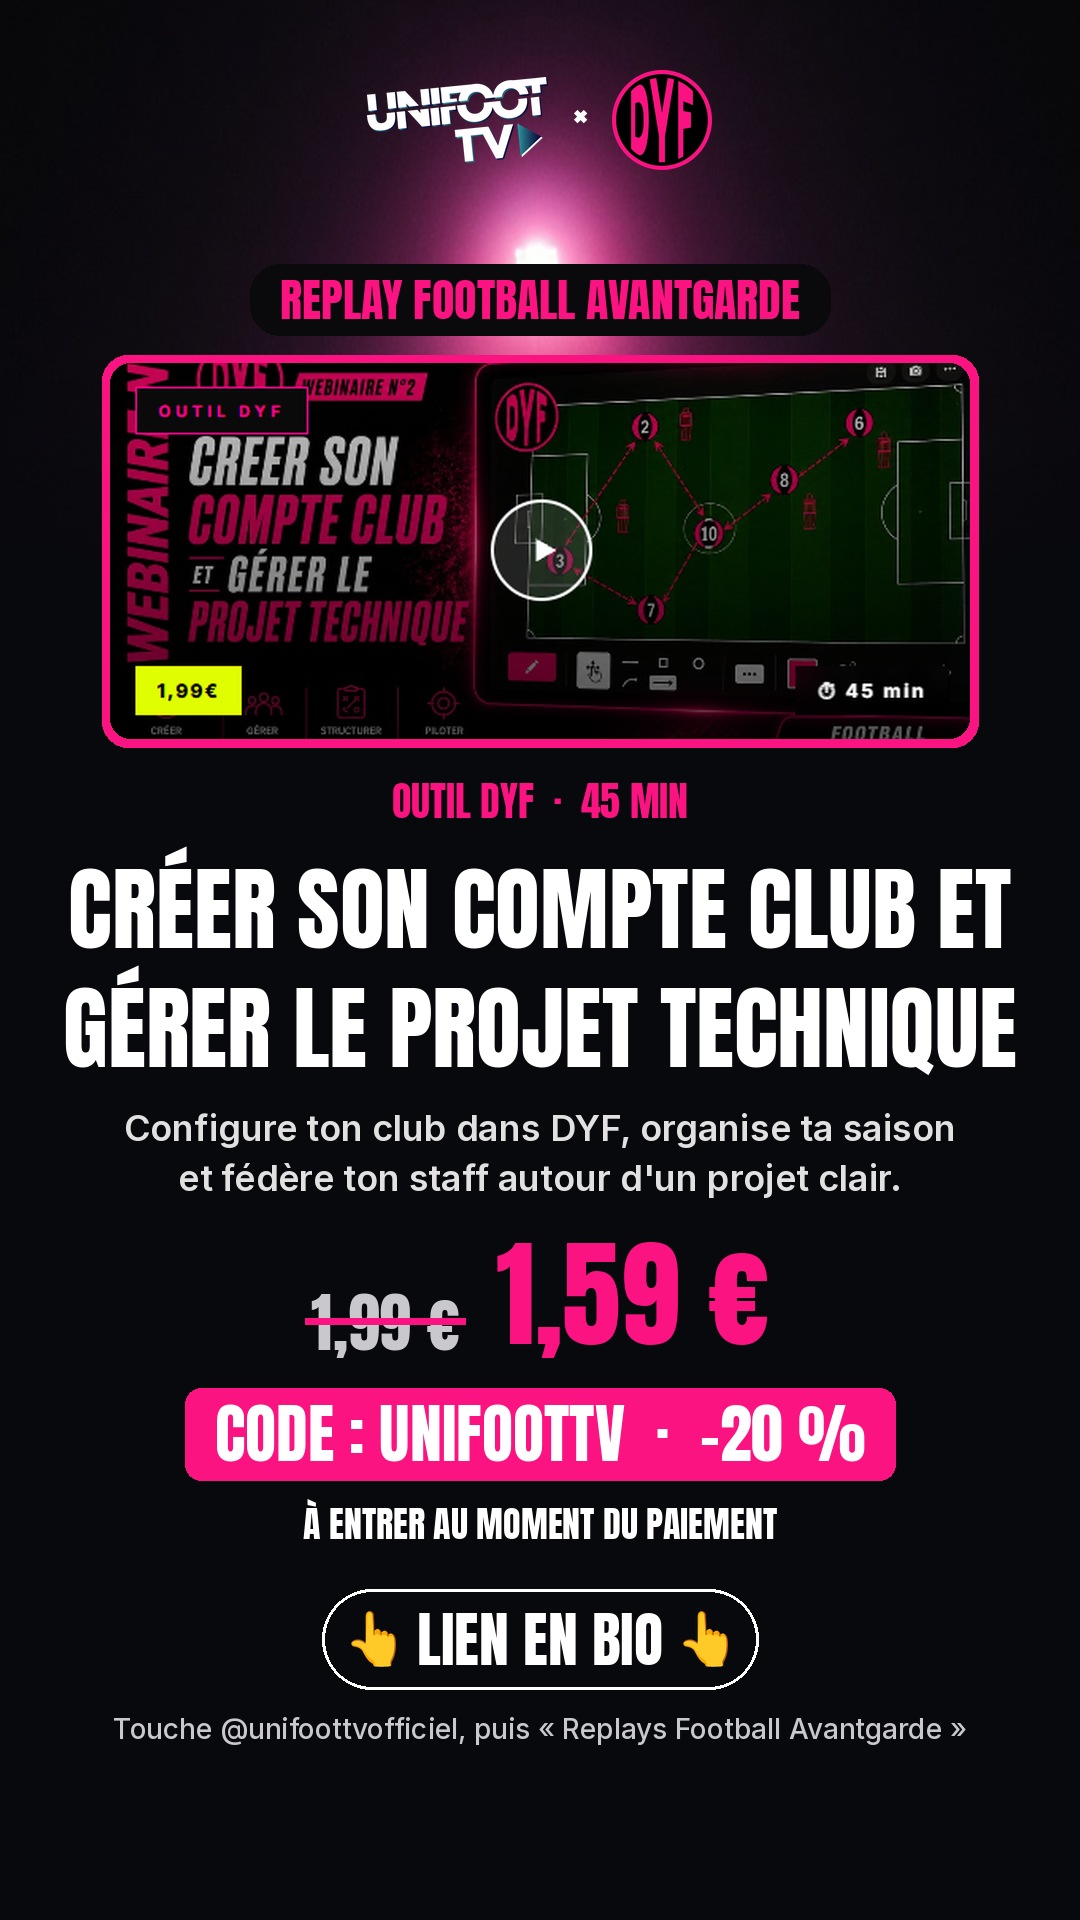 UNIFOOT
TV
×
DYF
REPLAY FOOTBALL AVANTGARDE
WEBINAIRE
WEBINAIRE N°2
OUTIL DYF
CREER SON
COMPTE CLUB
ET GÉRER LE
PROJET TECHNIQUE
DYF
2
6
8
10
3
7
1,99€
45 min
CRÉER
GÉRER
STRUCTURER
PILOTER
FOOTBALL
OUTIL DYF · 45 MIN
CRÉER SON COMPTE CLUB ET
GÉRER LE PROJET TECHNIQUE
Configure ton club dans DYF, organise ta saison
et fédère ton staff autour d'un projet clair.
1,99 € 1,59 €
CODE : UNIFOOTTV · -20 %
À ENTRER AU MOMENT DU PAIEMENT
👆 LIEN EN BIO 👆
Touche @unifoottvofficiel, puis « Replays Football Avantgarde »